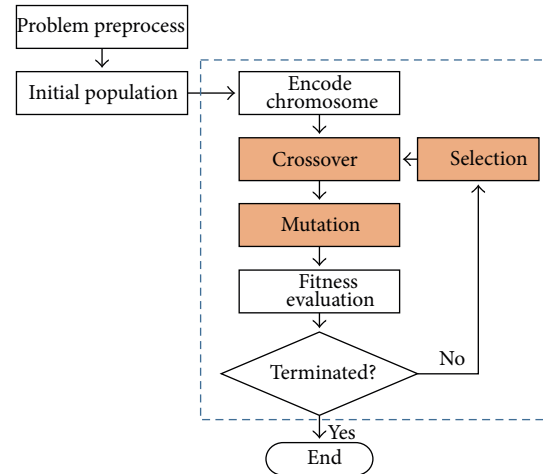 Problem preprocess
Initial population
Encode
chromosome
Crossover
Selection
Mutation
Fitness
evaluation
Terminated?
No
Yes
End